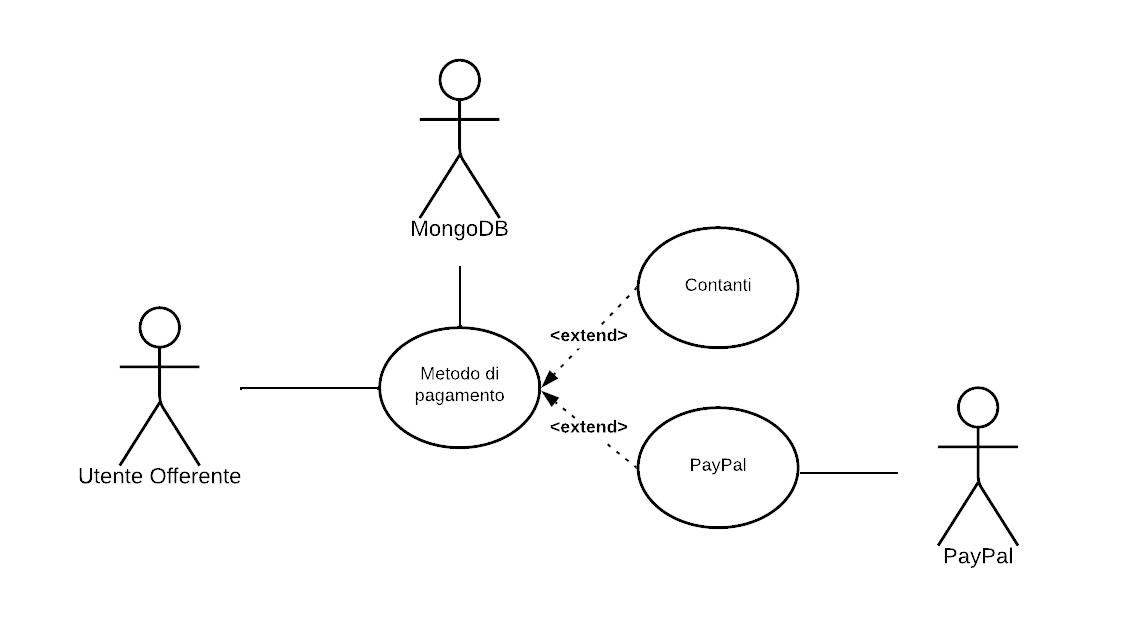 MongoDB
Contanti
<extend>
Metodo di
pagamento
<extend>
PayPal
Utente Offerente
PayPal